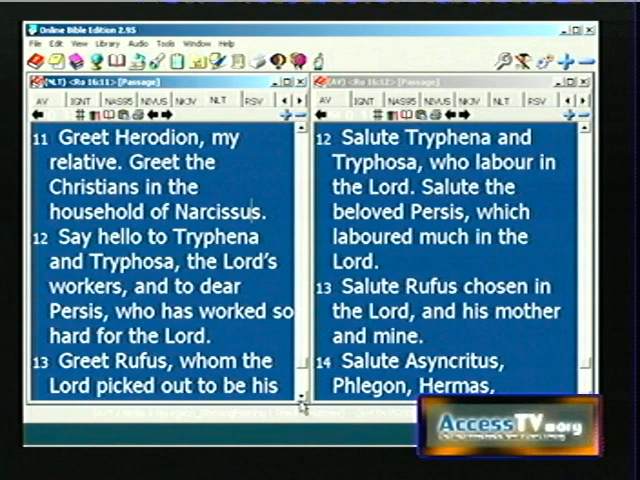 Online Bible Edition 2.95
File Edit View Library Audio Tools Window Help
(NLT) <Ro 16:11> [Passage]
AV IGNT NAS95 NIVUS NKJV NLT RSV
11 Greet Herodion, my
relative. Greet the
Christians in the
household of Narcissus.
12 Say hello to Tryphena
and Tryphosa, the Lord's
workers, and to dear
Persis, who has worked so
hard for the Lord.
13 Greet Rufus, whom the
Lord picked out to be his
(AV) <Ro 16:12> [Passage]
AV IGNT NAS95 NIVUS NKJV NLT RSV
12 Salute Tryphena and
Tryphosa, who labour in
the Lord. Salute the
beloved Persis, which
laboured much in the
Lord.
13 Salute Rufus chosen in
the Lord, and his mother
and mine.
14 Salute Asyncritus,
Phlegon, Hermas,
AccessTV.org